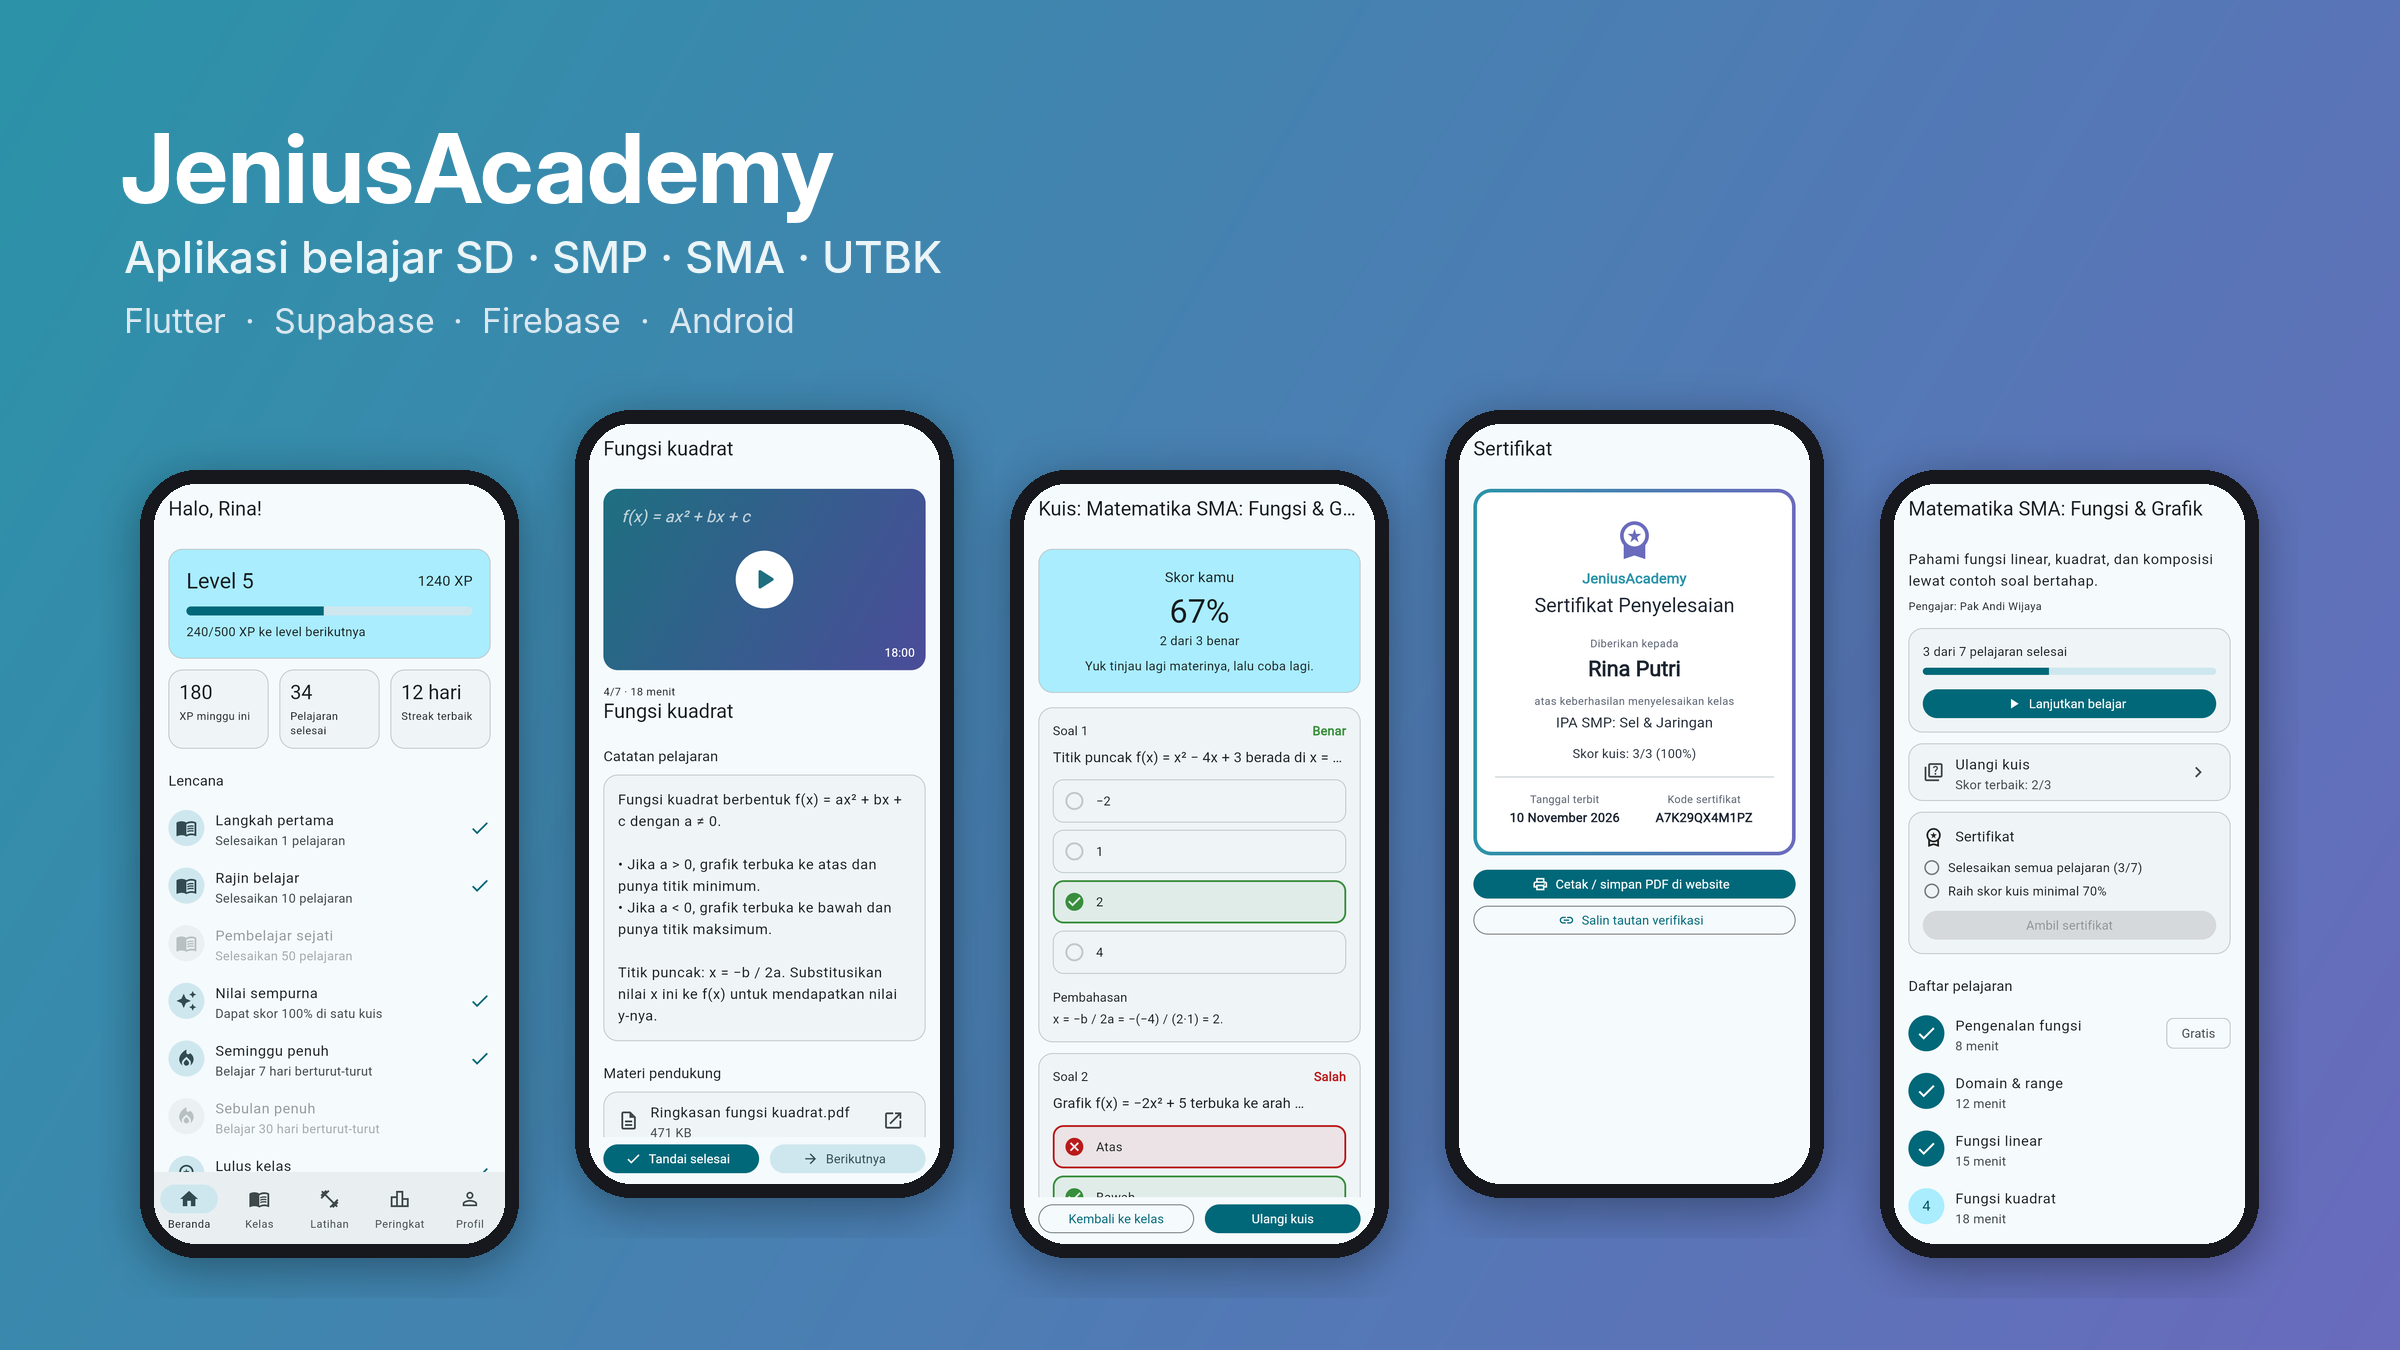 JeniusAcademy
Aplikasi belajar SD · SMP · SMA · UTBK
Flutter · Supabase · Firebase · Android
Halo, Rina!
Level 5
1240 XP
240/500 XP ke level berikutnya
180
XP minggu ini
34
Pelajaran
selesai
12 hari
Streak terbaik
Lencana
Langkah pertama
Selesaikan 1 pelajaran
Rajin belajar
Selesaikan 10 pelajaran
Pembelajar sejati
Selesaikan 50 pelajaran
Nilai sempurna
Dapat skor 100% di satu kuis
Seminggu penuh
Belajar 7 hari berturut-turut
Sebulan penuh
Belajar 30 hari berturut-turut
Lulus kelas
Beranda
Kelas
Latihan
Peringkat
Profil
Fungsi kuadrat
f(x) = ax² + bx + c
18:00
4/7 · 18 menit
Fungsi kuadrat
Catatan pelajaran
Fungsi kuadrat berbentuk f(x) = ax² + bx +
c dengan a ≠ 0.
• Jika a > 0, grafik terbuka ke atas dan
punya titik minimum.
• Jika a < 0, grafik terbuka ke bawah dan
punya titik maksimum.
Titik puncak: x = −b / 2a. Substitusikan
nilai x ini ke f(x) untuk mendapatkan nilai
y-nya.
Materi pendukung
Ringkasan fungsi kuadrat.pdf
471 KB
Tandai selesai
Berikutnya
Kuis: Matematika SMA: Fungsi & G…
Skor kamu
67%
2 dari 3 benar
Yuk tinjau lagi materinya, lalu coba lagi.
Soal 1
Benar
Titik puncak f(x) = x² − 4x + 3 berada di x = …
−2
1
2
4
Pembahasan
x = −b / 2a = −(−4) / (2·1) = 2.
Soal 2
Salah
Grafik f(x) = −2x² + 5 terbuka ke arah …
Atas
Bawah
Kembali ke kelas
Ulangi kuis
Sertifikat
JeniusAcademy
Sertifikat Penyelesaian
Diberikan kepada
Rina Putri
atas keberhasilan menyelesaikan kelas
IPA SMP: Sel & Jaringan
Skor kuis: 3/3 (100%)
Tanggal terbit
10 November 2026
Kode sertifikat
A7K29QX4M1PZ
Cetak / simpan PDF di website
Salin tautan verifikasi
Matematika SMA: Fungsi & Grafik
Pahami fungsi linear, kuadrat, dan komposisi
lewat contoh soal bertahap.
Pengajar: Pak Andi Wijaya
3 dari 7 pelajaran selesai
Lanjutkan belajar
Ulangi kuis
Skor terbaik: 2/3
Sertifikat
Selesaikan semua pelajaran (3/7)
Raih skor kuis minimal 70%
Ambil sertifikat
Daftar pelajaran
Pengenalan fungsi
8 menit
Gratis
Domain & range
12 menit
Fungsi linear
15 menit
4
Fungsi kuadrat
18 menit